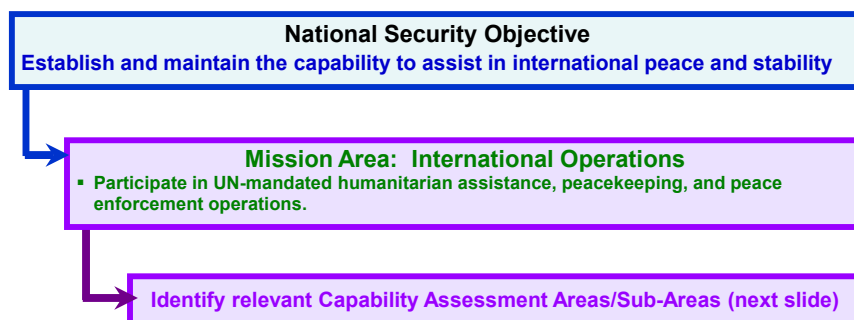 National Security Objective
Establish and maintain the capability to assist in international peace and stability
Mission Area:  International Operations
▪ Participate in UN-mandated humanitarian assistance, peacekeeping, and peace
enforcement operations.
Identify relevant Capability Assessment Areas/Sub-Areas (next slide)